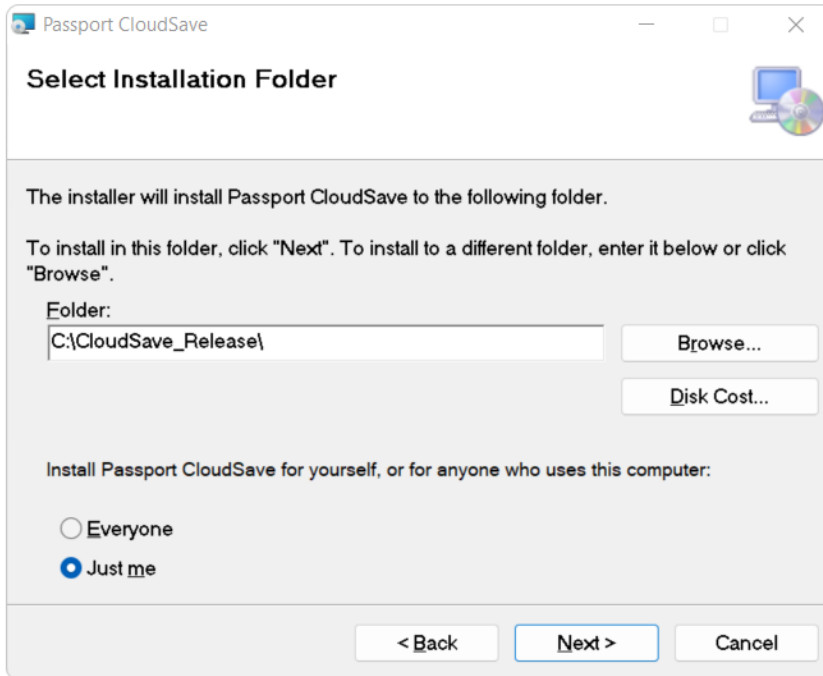 Passport CloudSave
Select Installation Folder
The installer will install Passport CloudSave to the following folder.
To install in this folder, click "Next". To install to a different folder, enter it below or click
"Browse".
Folder:
C:\CloudSave_Release\
Browse...
Disk Cost...
Install Passport CloudSave for yourself, or for anyone who uses this computer:
Everyone
Just me
< Back
Next >
Cancel